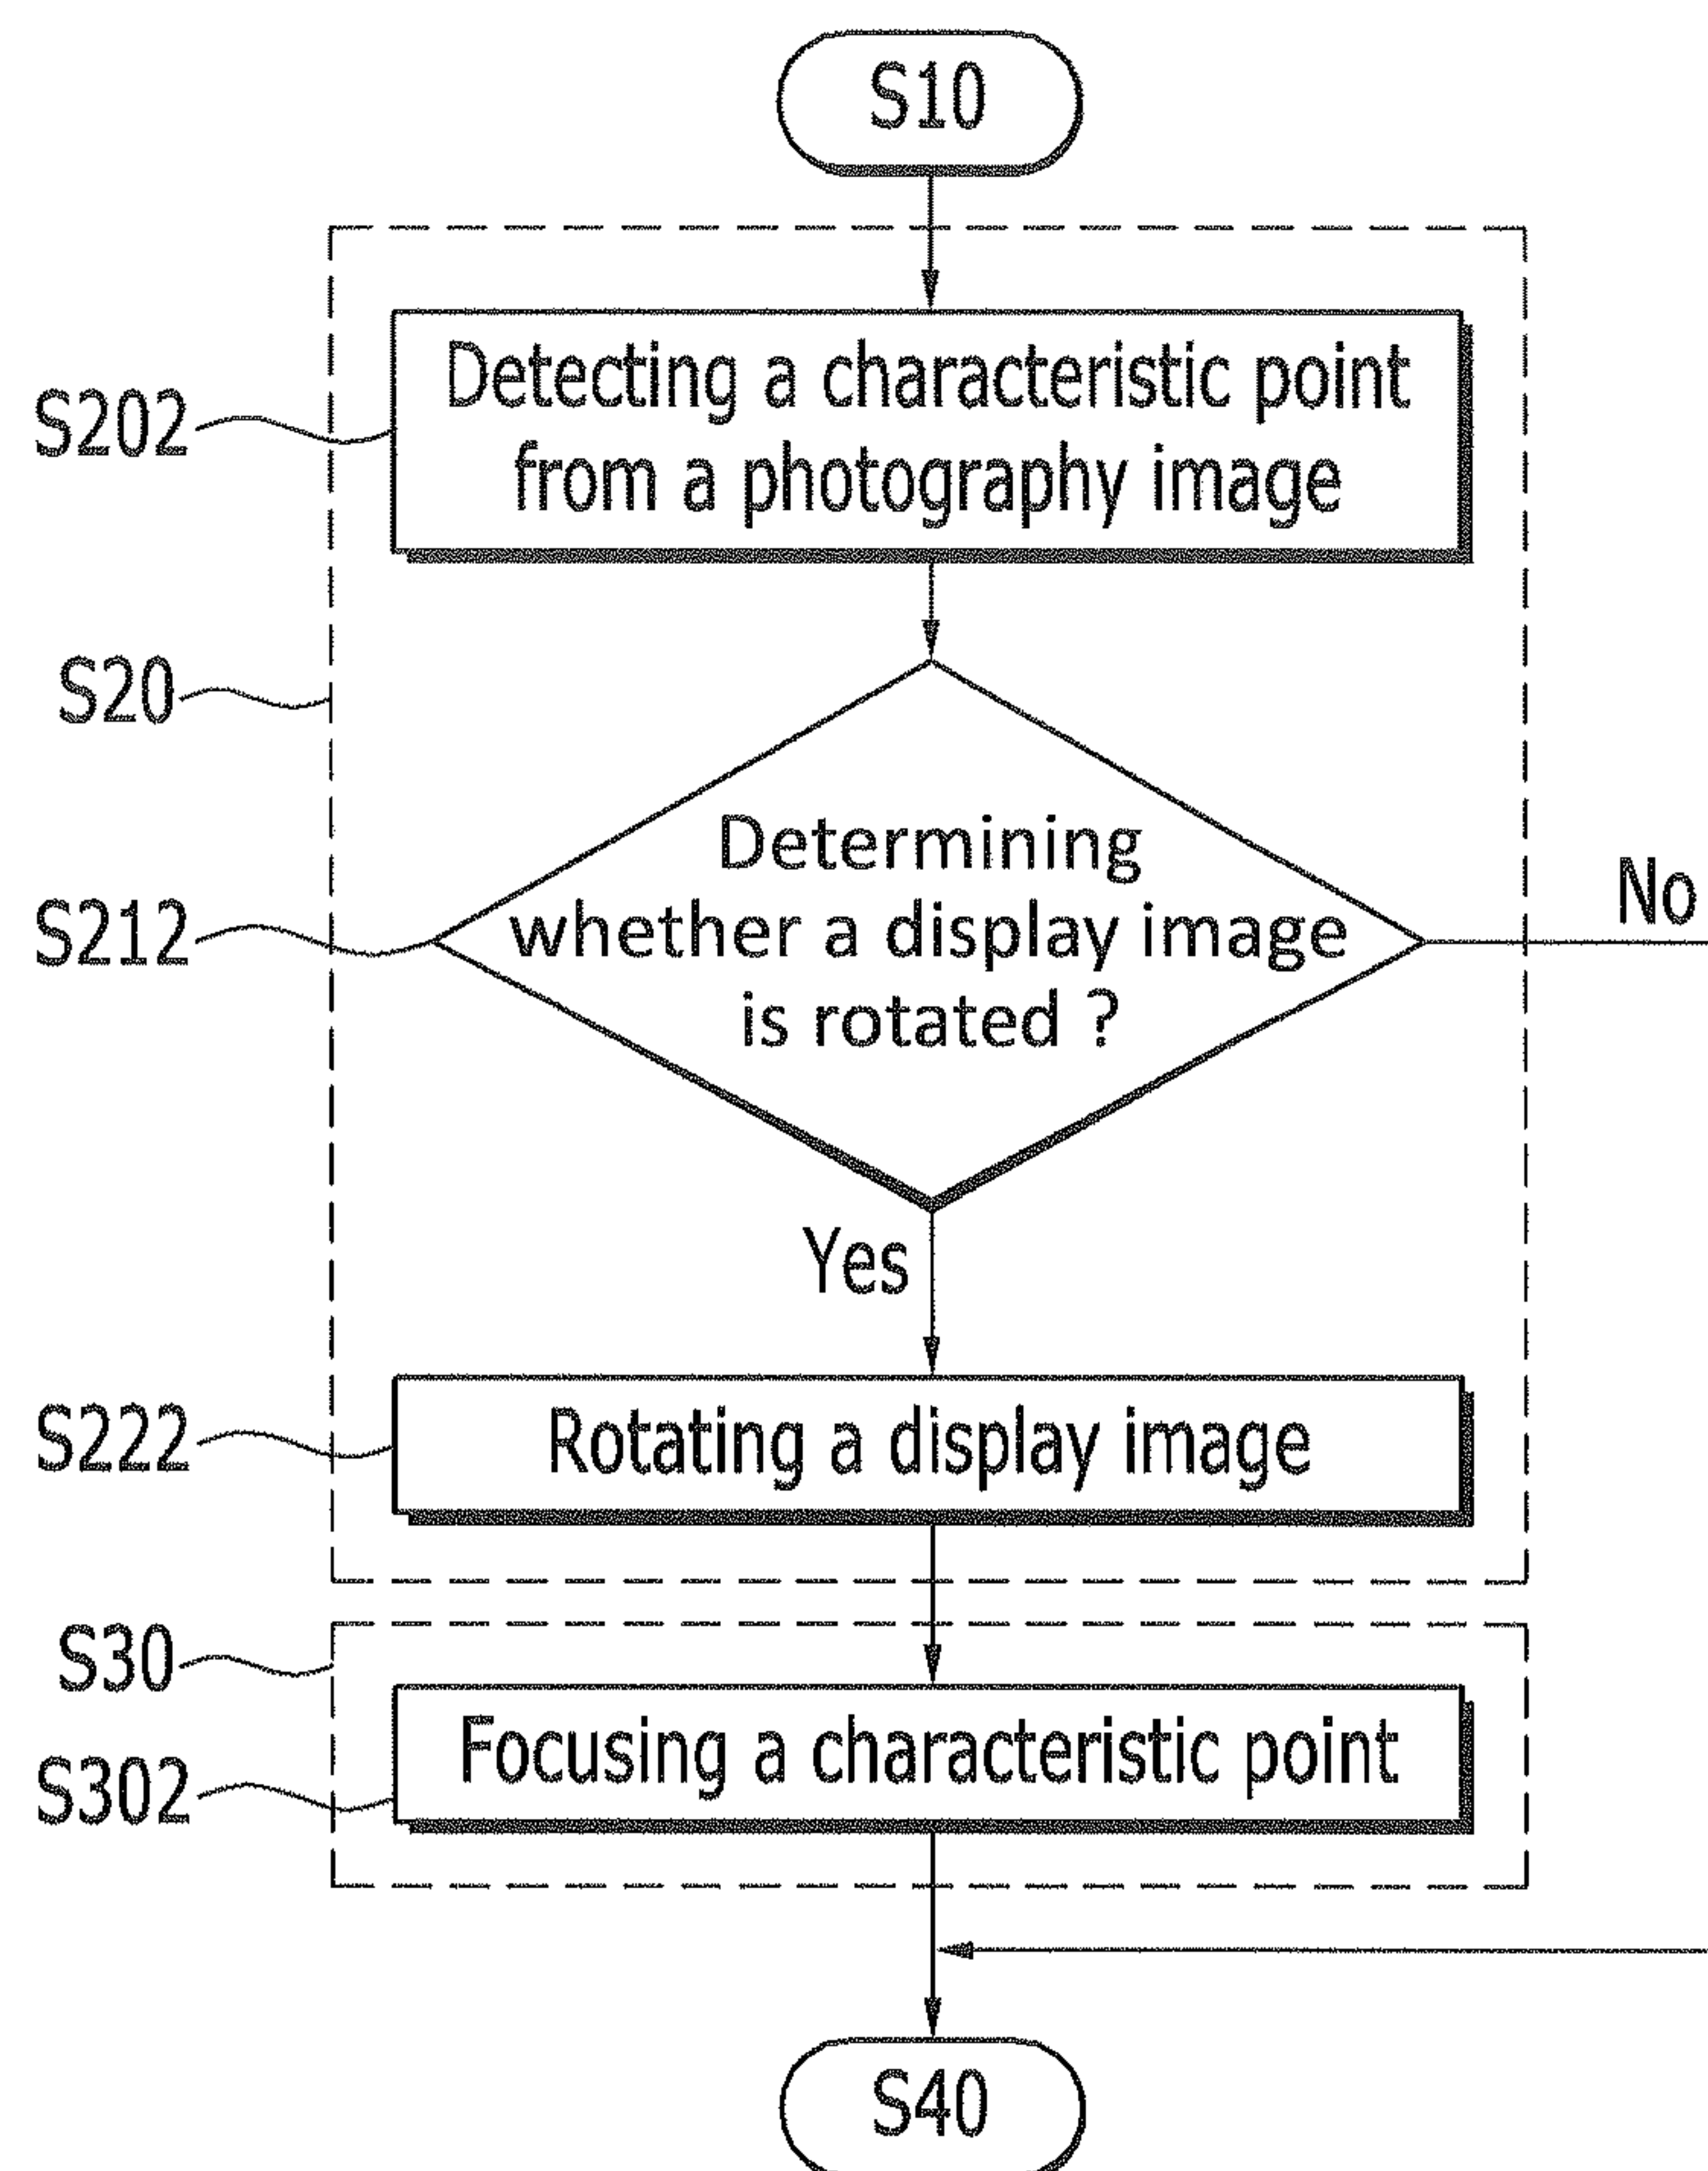 S10
S202
Detecting a characteristic point
from a photography image
S20
S212
Determining
whether a display image
is rotated ?
No
Yes
S222
Rotating a display image
S30
S302
Focusing a characteristic point
S40